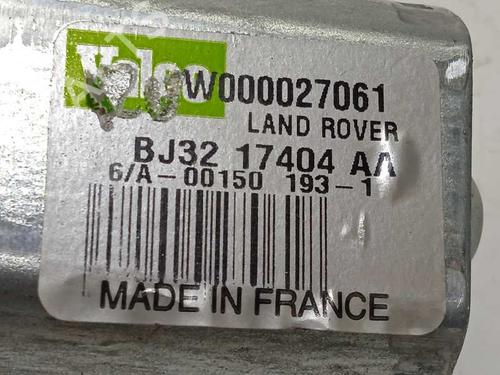 Valeo W000027061
LAND ROVER
BJ32 17404 AA
6/A-00150 193-1
MADE IN FRANCE